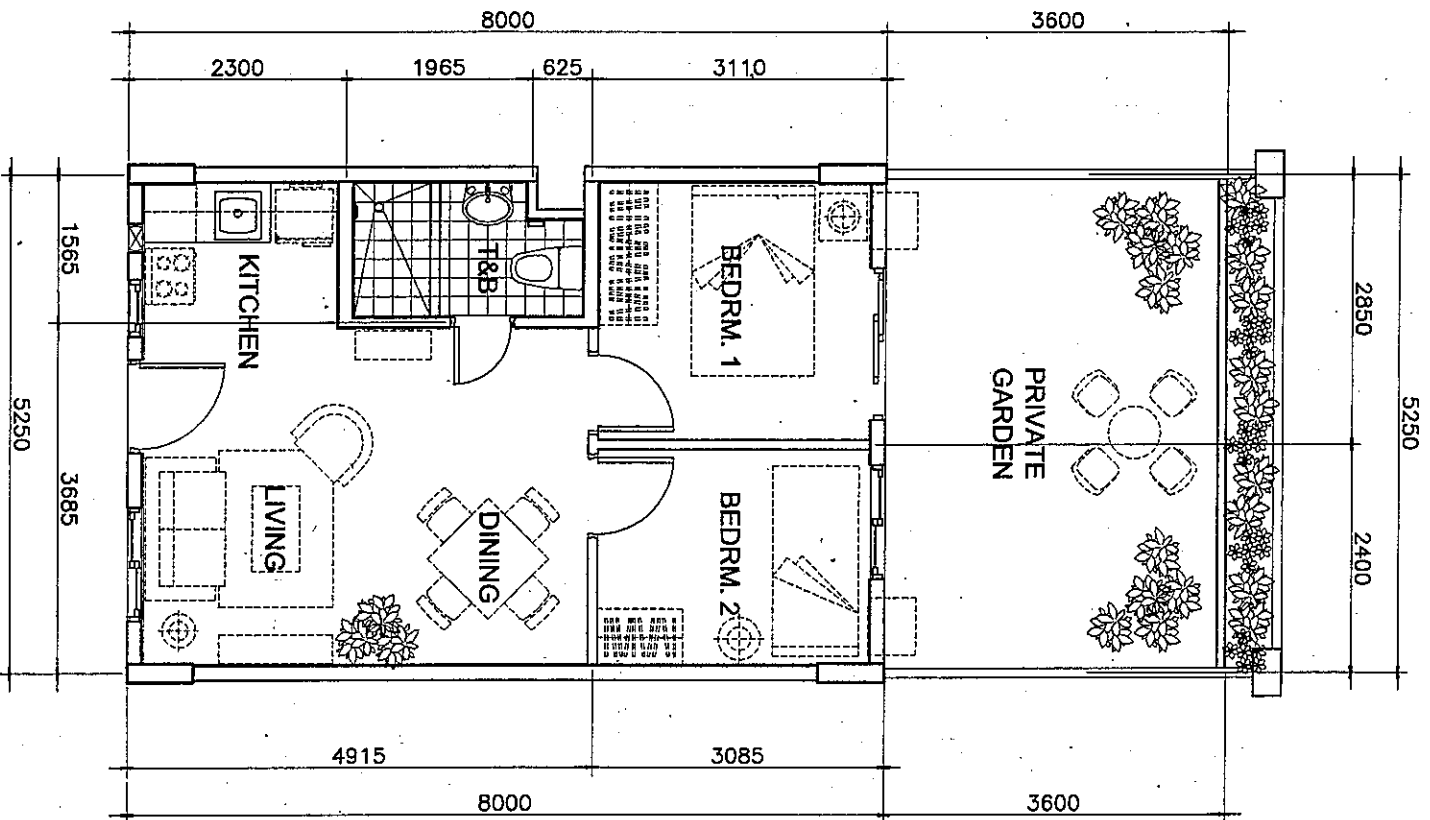 8000
3600
2300
1965
625
3110
1565
5250
3685
KITCHEN
T&B
BEDRM. 1
PRIVATE
GARDEN
LIVING
DINING
BEDRM. 2
2850
5250
2400
4915
3085
8000
3600